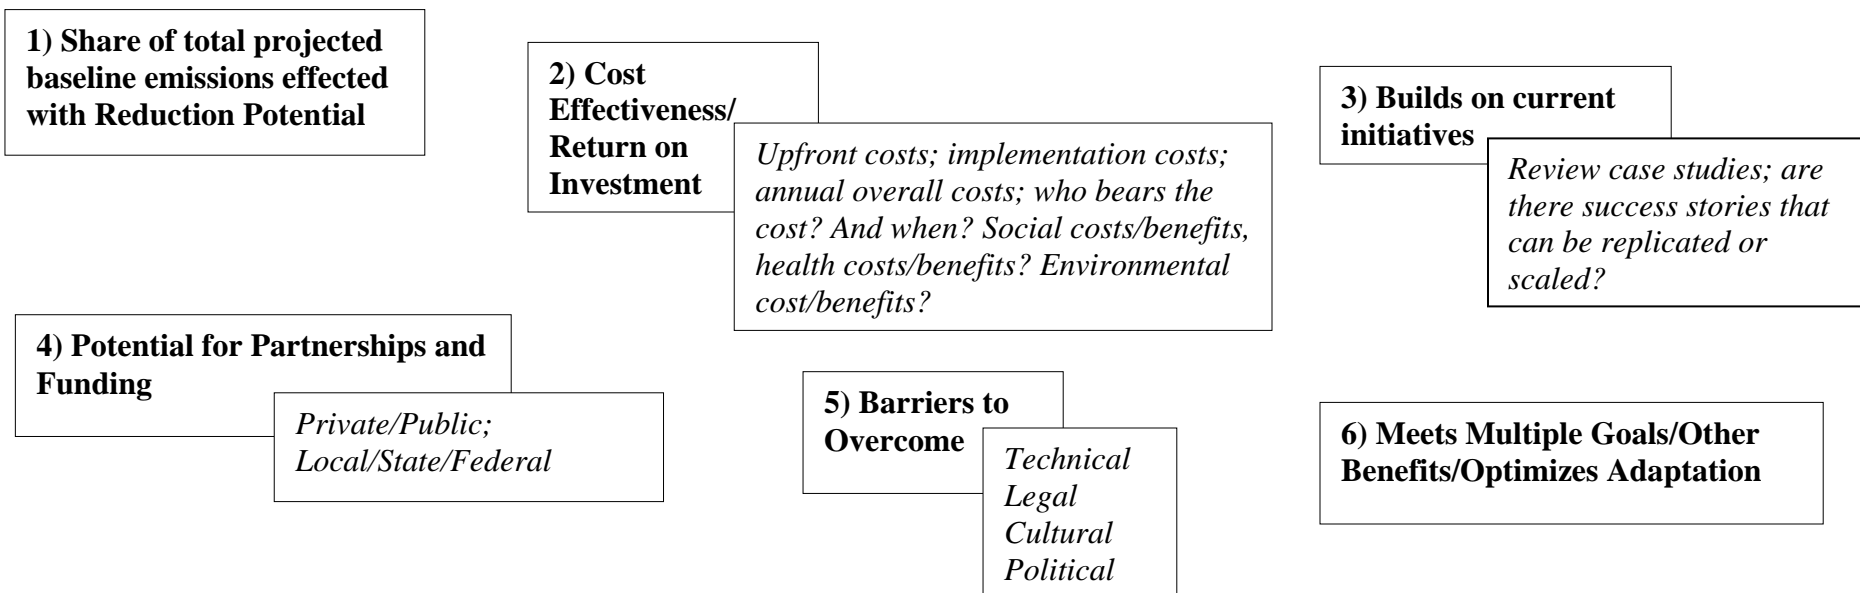 1) Share of total projected
baseline emissions effected
with Reduction Potential
2) Cost
Effectiveness/
Return on
Investment
Upfront costs; implementation costs;
annual overall costs; who bears the
cost? And when? Social costs/benefits,
health costs/benefits? Environmental
cost/benefits?
3) Builds on current
initiatives
Review case studies; are
there success stories that
can be replicated or
scaled?
4) Potential for Partnerships and
Funding
Private/Public;
Local/State/Federal
5) Barriers to
Overcome
Technical
Legal
Cultural
Political
6) Meets Multiple Goals/Other
Benefits/Optimizes Adaptation